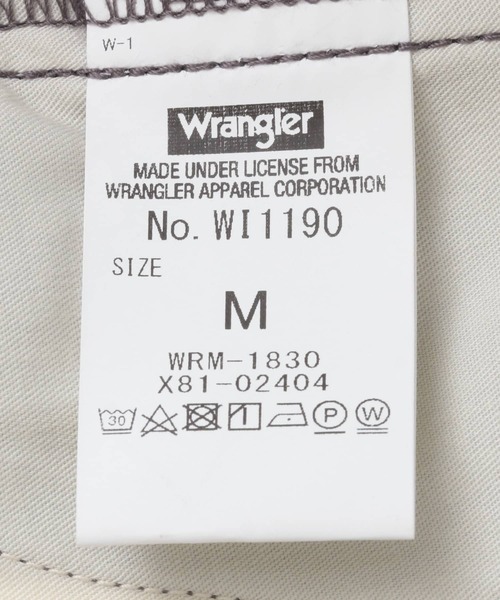 W-1
Wrangler
MADE UNDER LICENSE FROM
WRANGLER APPAREL CORPORATION
No. WI1190
SIZE
M
WRM-1830
X81-02404
30 P W